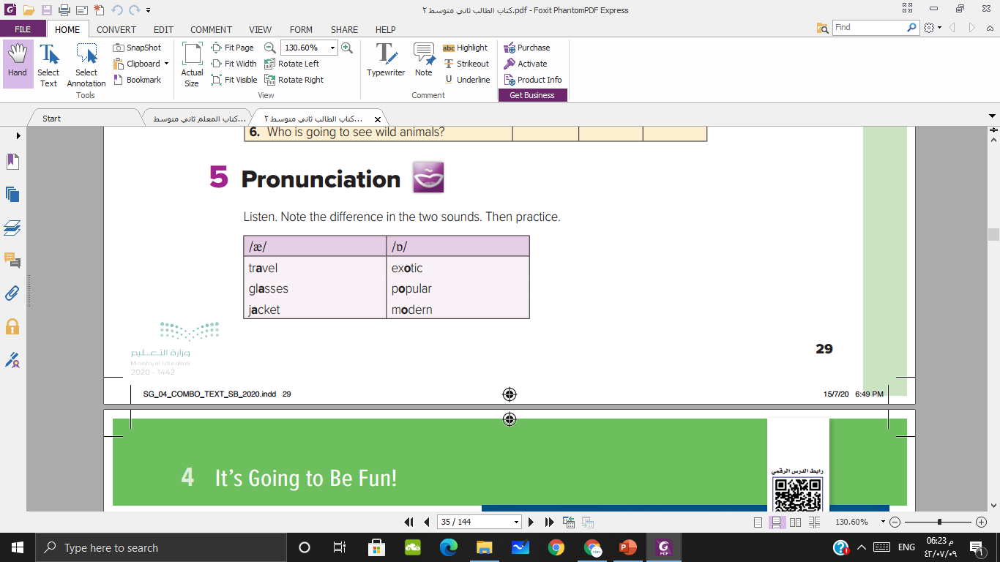 كتاب الطالب ثاني متوسط ٢.pdf - Foxit PhantomPDF Express
FILE HOME CONVERT EDIT COMMENT VIEW FORM SHARE HELP
Find
Hand
Select Text
Select Annotation
SnapShot
Clipboard
Bookmark
Tools
Actual Size
Fit Page
Fit Width
Fit Visible
130.60%
Rotate Left
Rotate Right
View
Typewriter
Note
Highlight
Strikeout
Underline
Comment
Purchase
Activate
Product Info
Get Business
Start
كتاب المعلم ثاني متوسط...
كتاب الطالب ثاني متوسط ٢...
6. Who is going to see wild animals?
5 Pronunciation
Listen. Note the difference in the two sounds. Then practice.
/æ/ /ɒ/
travel exotic
glasses popular
jacket modern
وزارة التعليم
Ministry of Education
2020 - 1442
29
SG_04_COMBO_TEXT_SB_2020.indd 29
15/7/20 6:49 PM
4 It's Going to Be Fun!
رابط الدرس الرقمي
35 / 144
130.60%
Type here to search
ENG
06:23 م
٤٢/٠٧/٠٩